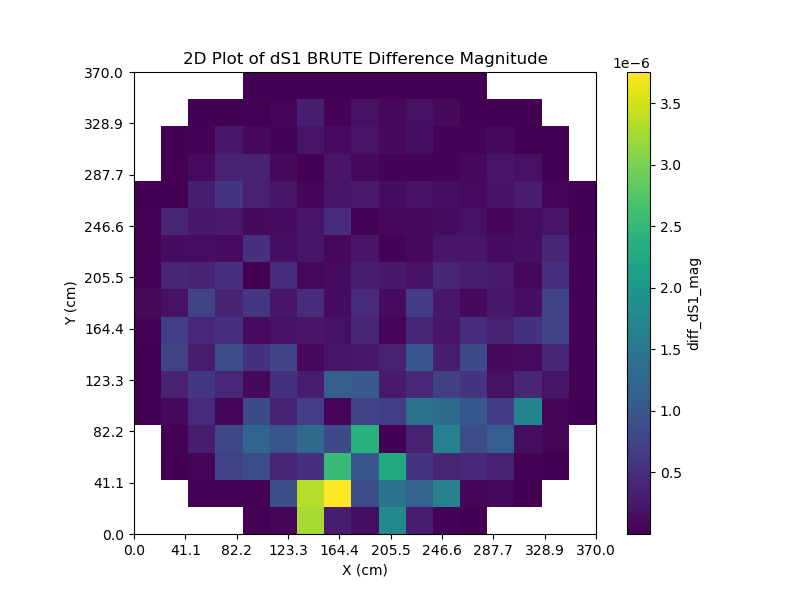 2D Plot of dS1 BRUTE Difference Magnitude
1e−6
370.0
328.9
287.7
246.6
205.5
164.4
123.3
82.2
41.1
0.0
Y (cm)
0.0 41.1 82.2 123.3 164.4 205.5 246.6 287.7 328.9 370.0
X (cm)
3.5
3.0
2.5
2.0
1.5
1.0
0.5
diff_dS1_mag